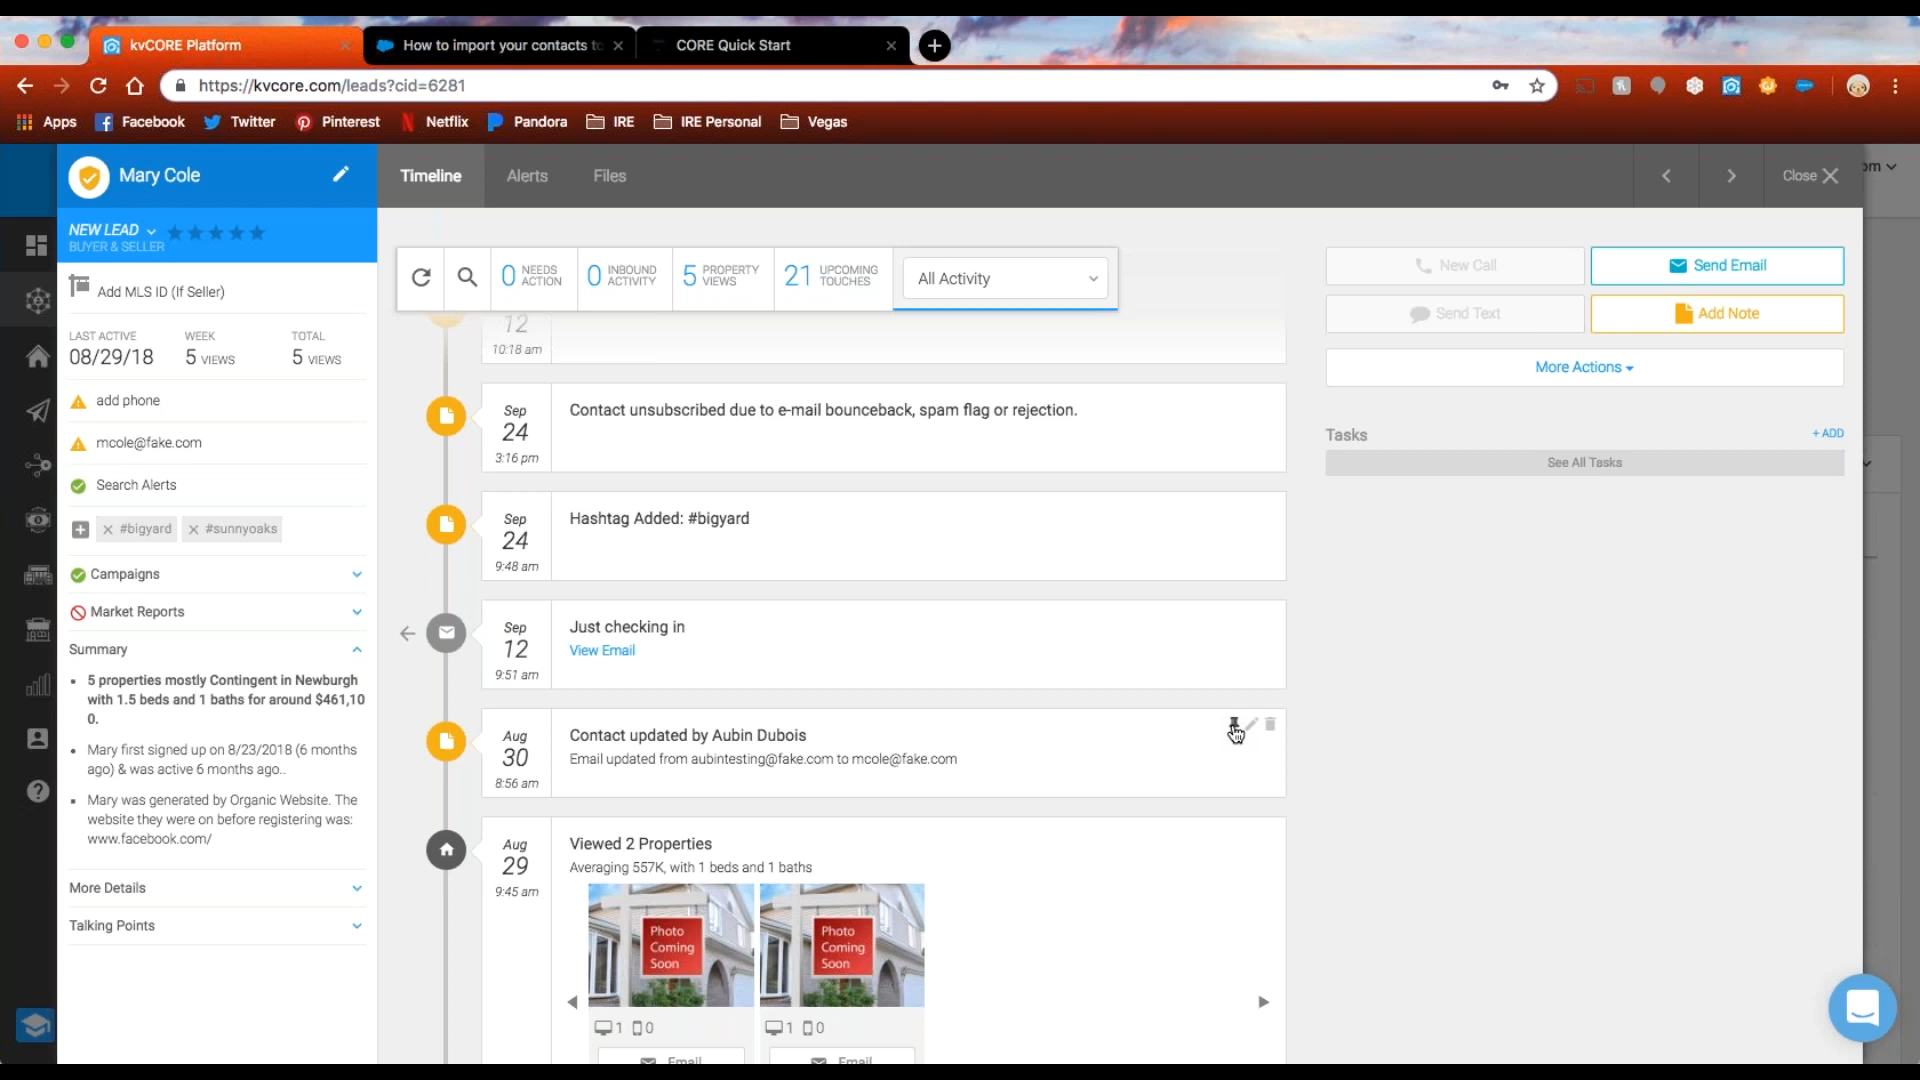 kvCORE Platform
How to import your contacts to
CORE Quick Start
https://kvcore.com/leads?cid=6281
Apps
Facebook
Twitter
Pinterest
Netflix
Pandora
IRE
IRE Personal
Vegas
Mary Cole
Timeline
Alerts
Files
Close
om
NEW LEAD
BUYER & SELLER
Add MLS ID (If Seller)
LAST ACTIVE
08/29/18
WEEK
5 VIEWS
TOTAL
5 VIEWS
add phone
mcole@fake.com
Search Alerts
#bigyard
#sunnyoaks
Campaigns
Market Reports
Summary
5 properties mostly Contingent in Newburgh
with 1.5 beds and 1 baths for around $461,10
0.
Mary first signed up on 8/23/2018 (6 months
ago) & was active 6 months ago..
Mary was generated by Organic Website. The
website they were on before registering was:
www.facebook.com/
More Details
Talking Points
0 NEEDS ACTION
0 INBOUND ACTIVITY
5 PROPERTY VIEWS
21 UPCOMING TOUCHES
All Activity
12
10:18 am
Sep
24
3:16 pm
Contact unsubscribed due to e-mail bounceback, spam flag or rejection.
Sep
24
9:48 am
Hashtag Added: #bigyard
Sep
12
9:51 am
Just checking in
View Email
Aug
30
8:56 am
Contact updated by Aubin Dubois
Email updated from aubintesting@fake.com to mcole@fake.com
Aug
29
9:45 am
Viewed 2 Properties
Averaging 557K, with 1 beds and 1 baths
Photo
Coming
Soon
Photo
Coming
Soon
1 0
1 0
Email
Email
New Call
Send Email
Send Text
Add Note
More Actions
Tasks
+ ADD
See All Tasks